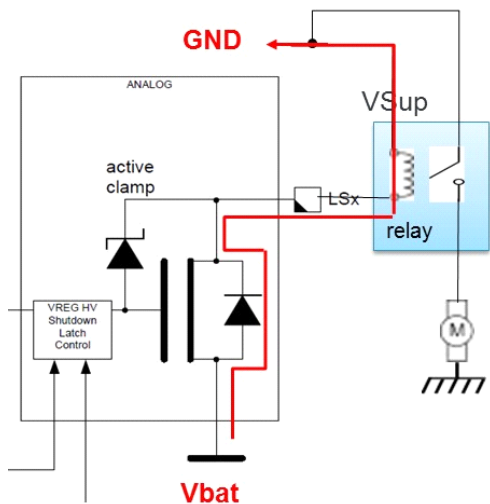 GND
ANALOG
VSup
active
clamp
LSx
relay
VREG HV
Shutdown
Latch
Control
M
Vbat